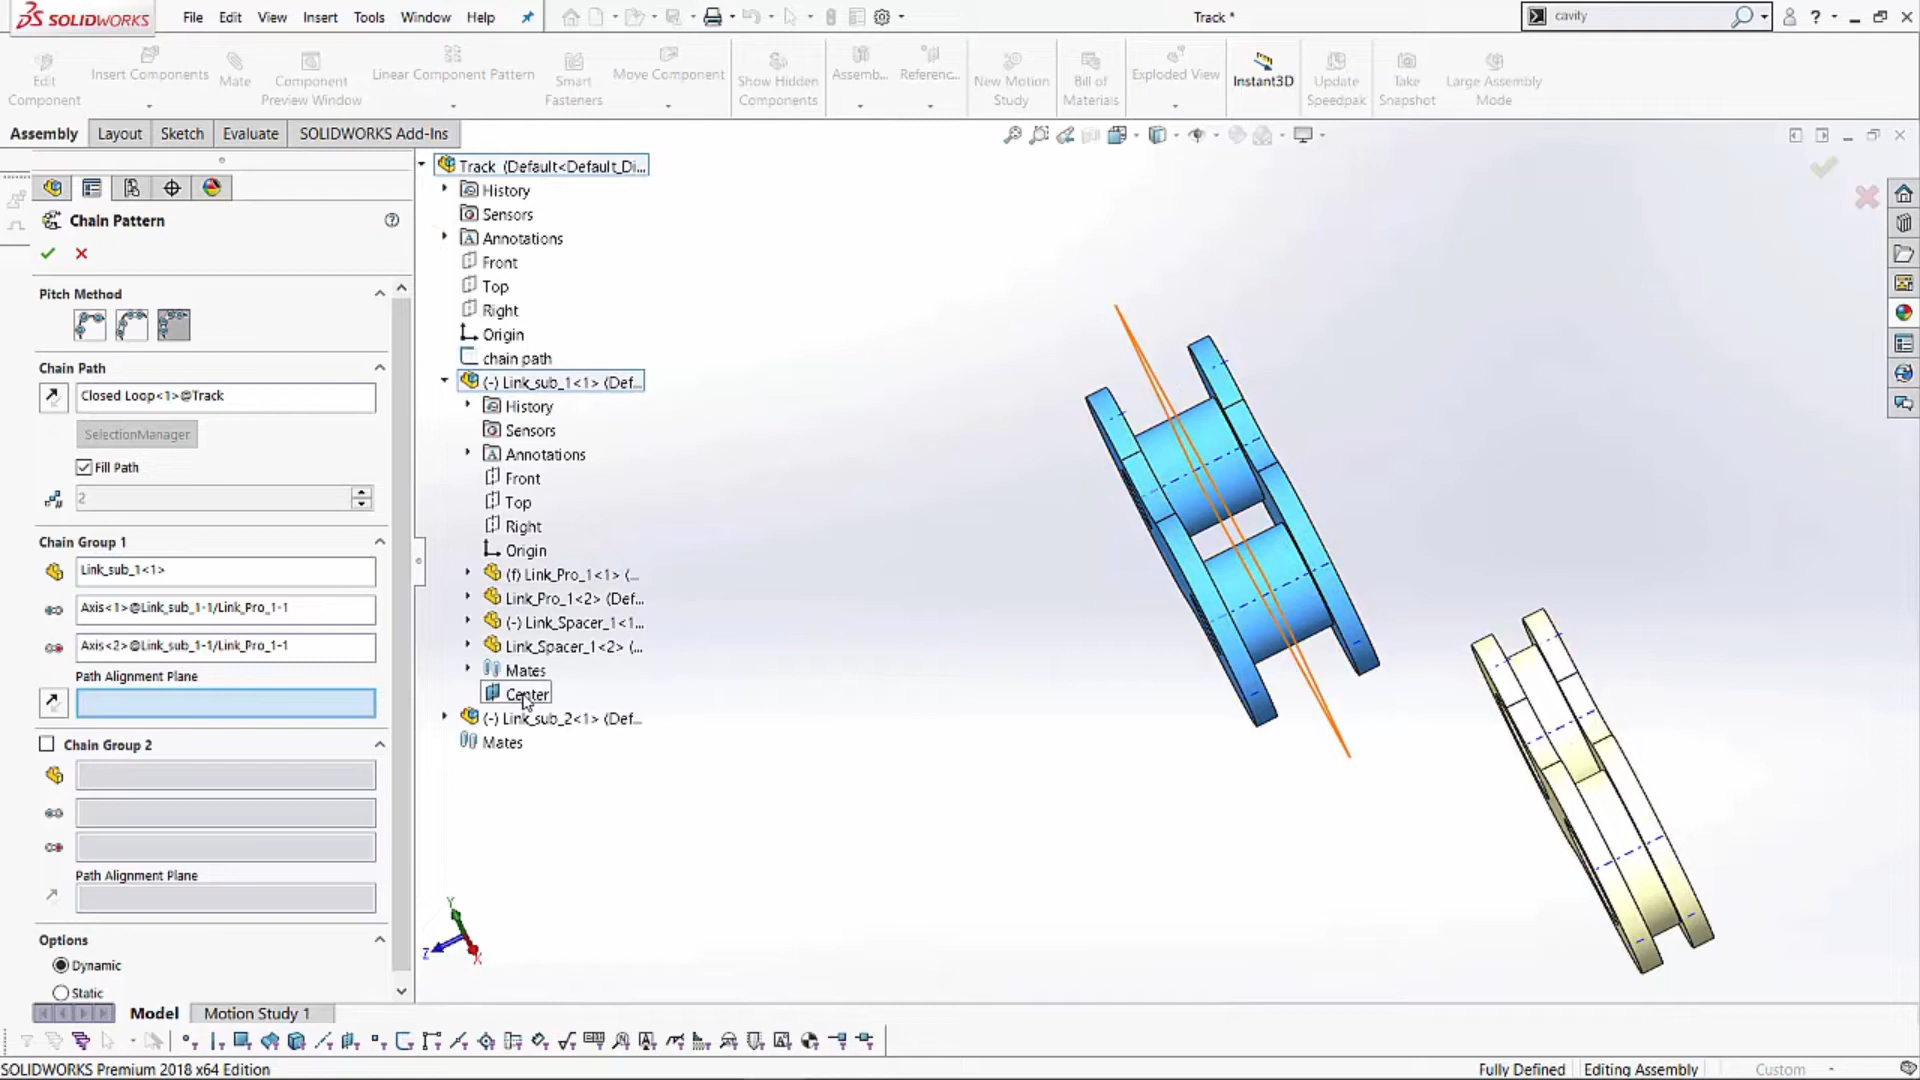 SOLIDWORKS
File Edit View Insert Tools Window Help
Track *
cavity
Edit Component
Insert Components
Mate
Component Preview Window
Linear Component Pattern
Smart Fasteners
Move Component
Show Hidden Components
Assemb...
Referenc...
New Motion Study
Bill of Materials
Exploded View
Instant3D
Update Speedpak
Take Snapshot
Large Assembly Mode
Assembly Layout Sketch Evaluate SOLIDWORKS Add-Ins
Chain Pattern
Pitch Method
Chain Path
Closed Loop<1>@Track
SelectionManager
Fill Path
2
Chain Group 1
Link_sub_1<1>
Axis<1>@Link_sub_1-1/Link_Pro_1-1
Axis<2>@Link_sub_1-1/Link_Pro_1-1
Path Alignment Plane
Chain Group 2
Path Alignment Plane
Options
Dynamic
Static
Track (Default<Default_Di...
History
Sensors
Annotations
Front
Top
Right
Origin
chain path
(-) Link_sub_1<1> (Def...
History
Sensors
Annotations
Front
Top
Right
Origin
(f) Link_Pro_1<1> (...
Link_Pro_1<2> (Def...
(-) Link_Spacer_1<1...
Link_Spacer_1<2> (...
Mates
Center
(-) Link_sub_2<1> (Def...
Mates
Y
Z
X
Model Motion Study 1
SOLIDWORKS Premium 2018 x64 Edition
Fully Defined Editing Assembly Custom